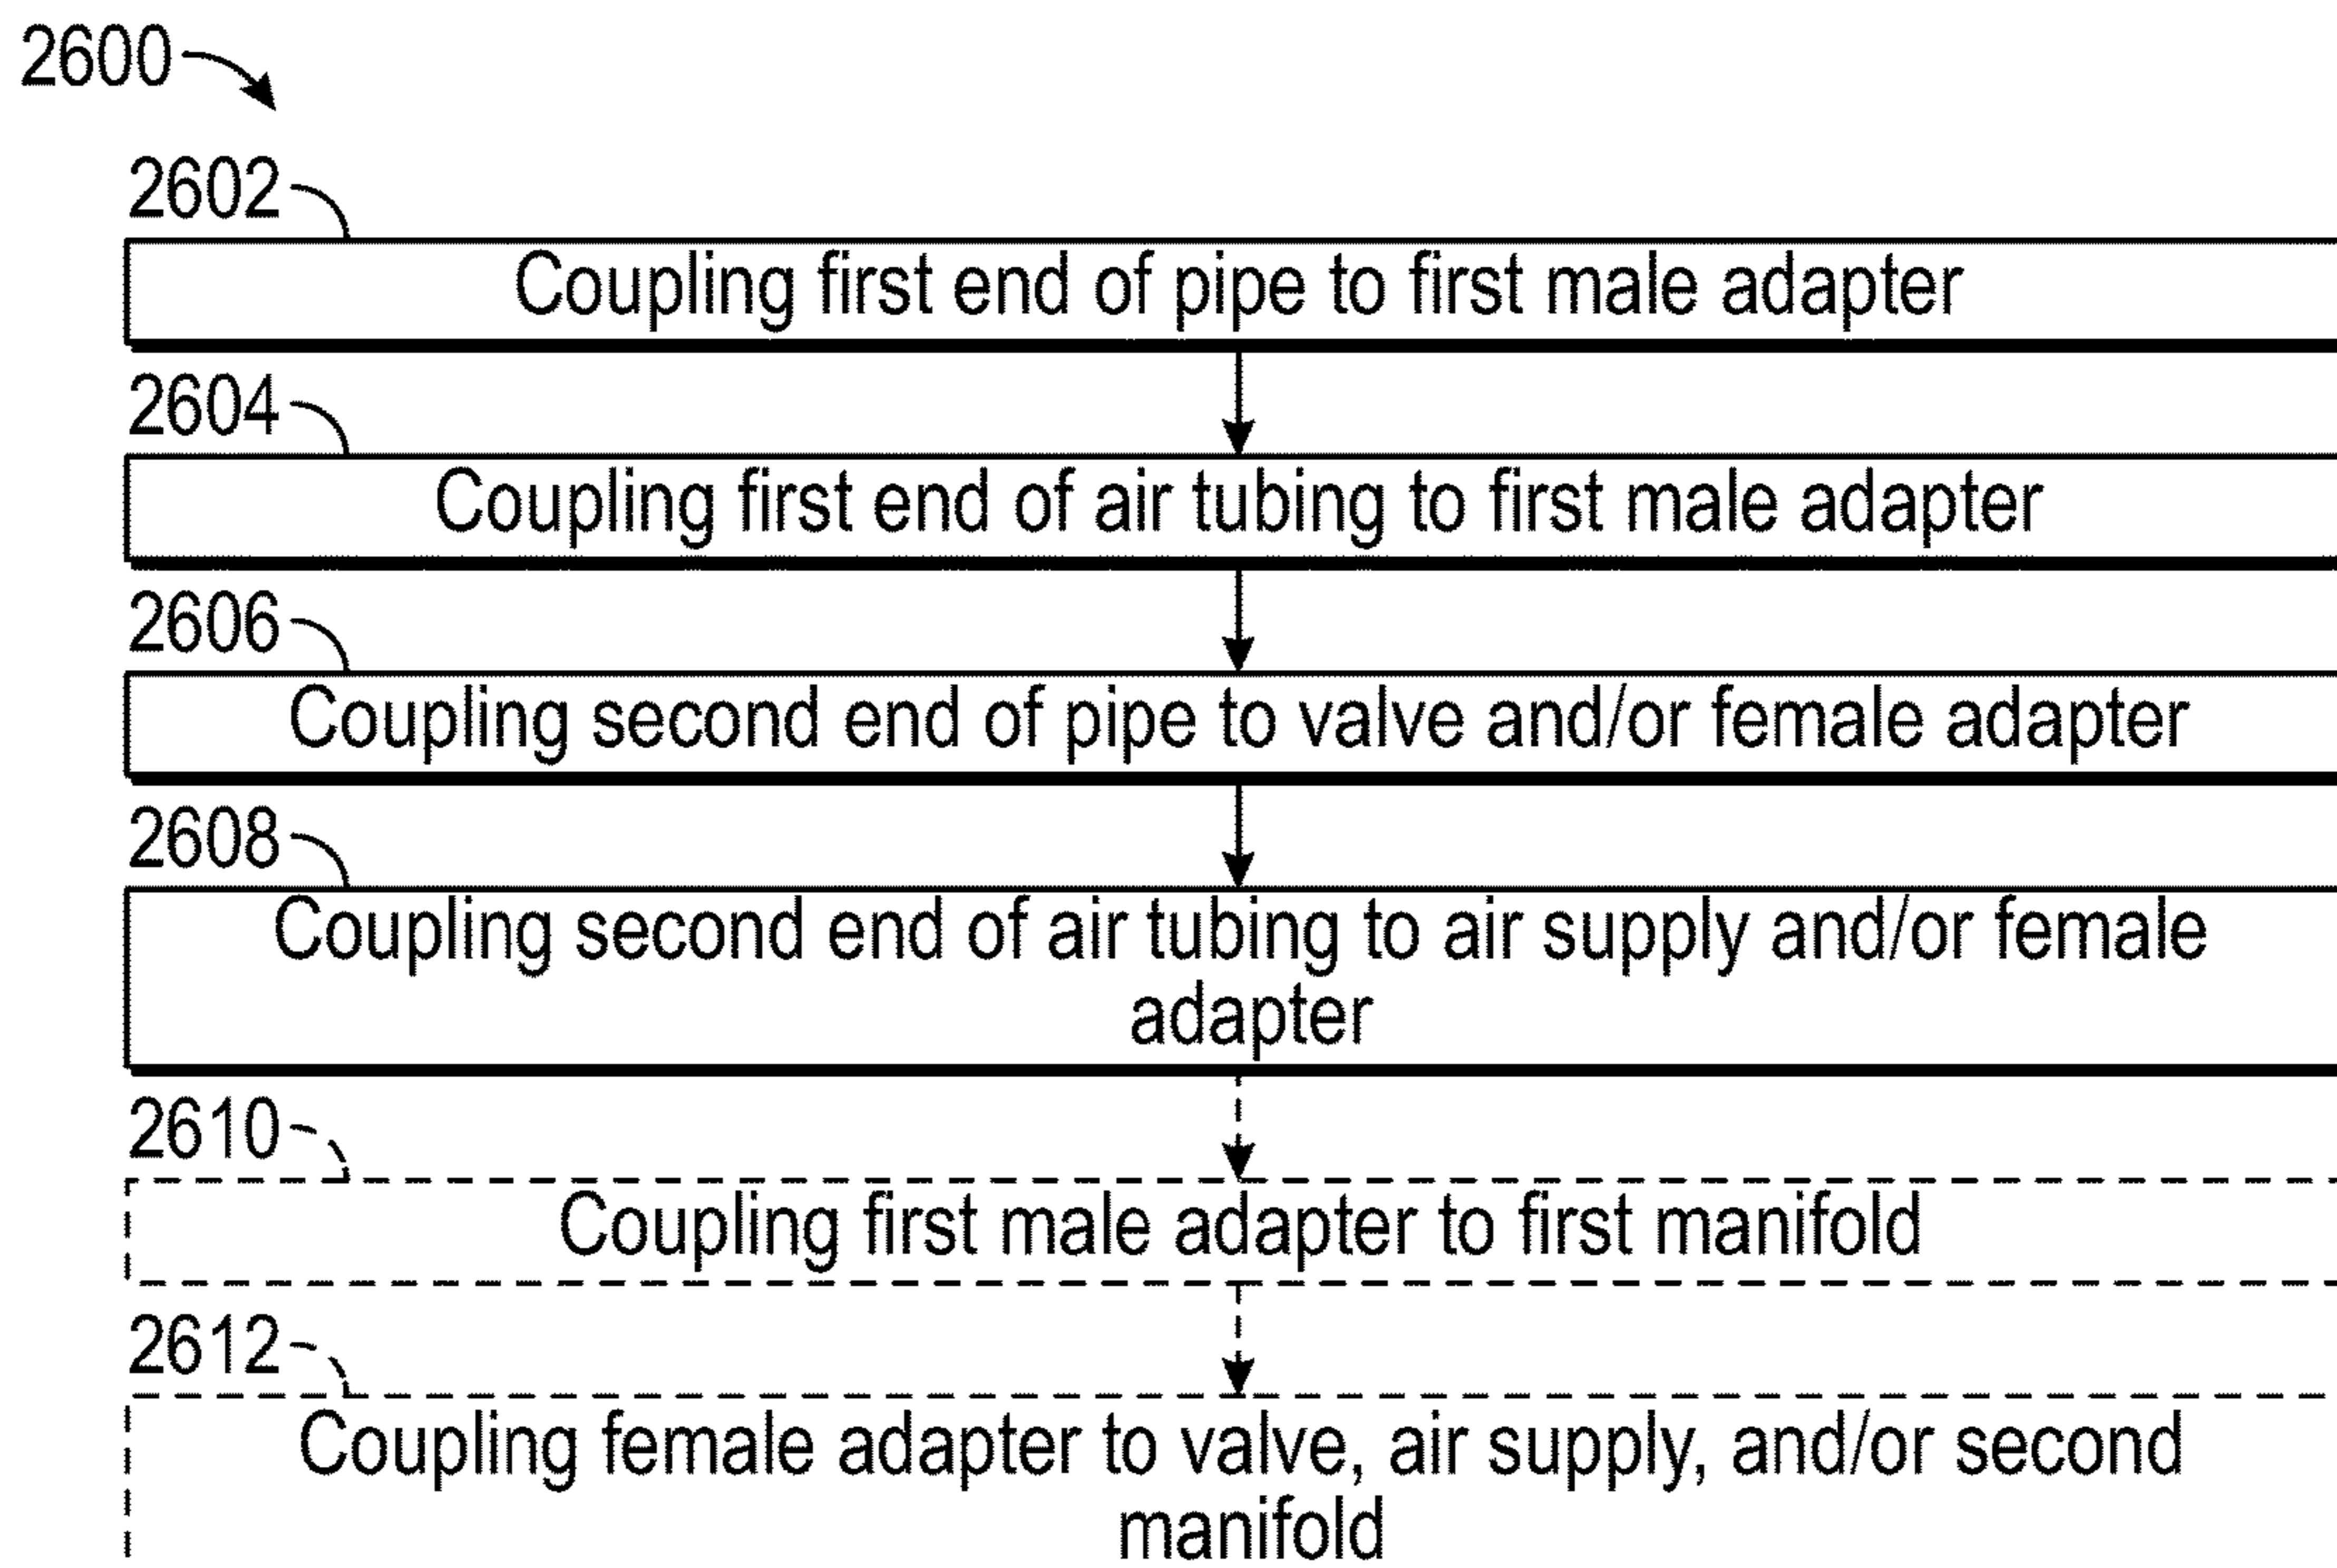 2600
2602
Coupling first end of pipe to first male adapter
2604
Coupling first end of air tubing to first male adapter
2606
Coupling second end of pipe to valve and/or female adapter
2608
Coupling second end of air tubing to air supply and/or female
adapter
2610
Coupling first male adapter to first manifold
2612
Coupling female adapter to valve, air supply, and/or second
manifold